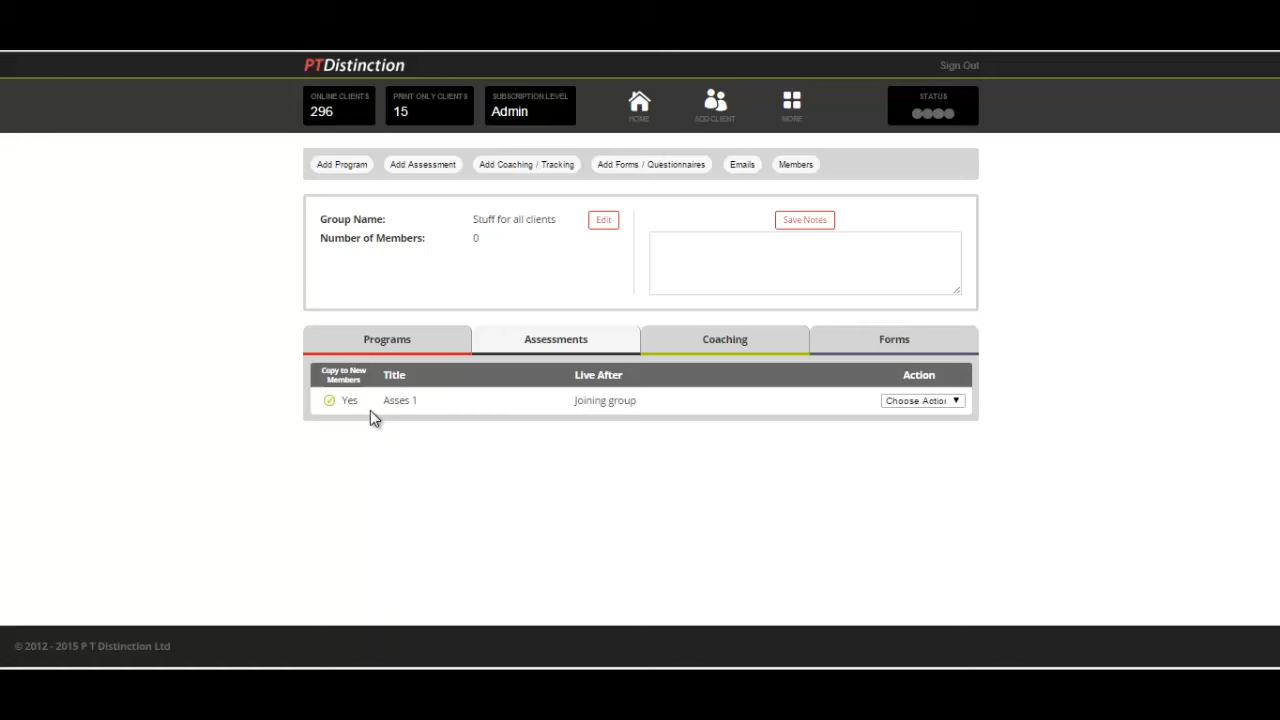 PTDistinction
Sign Out
ONLINE CLIENTS
296
PRINT ONLY CLIENTS
15
SUBSCRIPTION LEVEL
Admin
HOME
ADD CLIENT
MORE
STATUS
Add Program
Add Assessment
Add Coaching / Tracking
Add Forms / Questionnaires
Emails
Members
Group Name:
Stuff for all clients
Edit
Save Notes
Number of Members:
0
Programs
Assessments
Coaching
Forms
Copy to New
Members
Title
Live After
Action
Yes
Asses 1
Joining group
Choose Action
© 2012 - 2015 P T Distinction Ltd